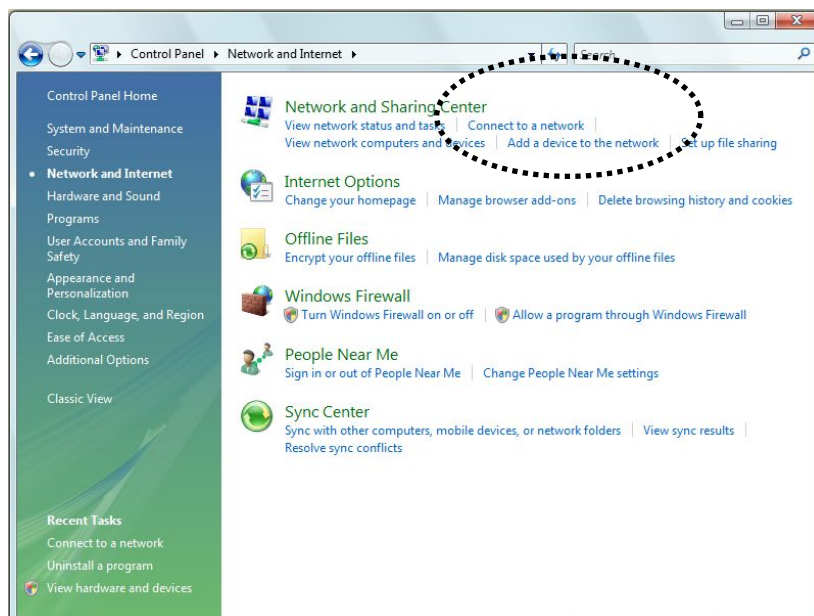 Control Panel Network and Internet Search
Control Panel Home
System and Maintenance
Security
Network and Internet
Hardware and Sound
Programs
User Accounts and Family
Safety
Appearance and
Personalization
Clock, Language, and Region
Ease of Access
Additional Options
Classic View
Recent Tasks
Connect to a network
Uninstall a program
View hardware and devices
Network and Sharing Center
View network status and tasks Connect to a network
View network computers and devices Add a device to the network Set up file sharing
Internet Options
Change your homepage Manage browser add-ons Delete browsing history and cookies
Offline Files
Encrypt your offline files Manage disk space used by your offline files
Windows Firewall
Turn Windows Firewall on or off Allow a program through Windows Firewall
People Near Me
Sign in or out of People Near Me Change People Near Me settings
Sync Center
Sync with other computers, mobile devices, or network folders View sync results
Resolve sync conflicts